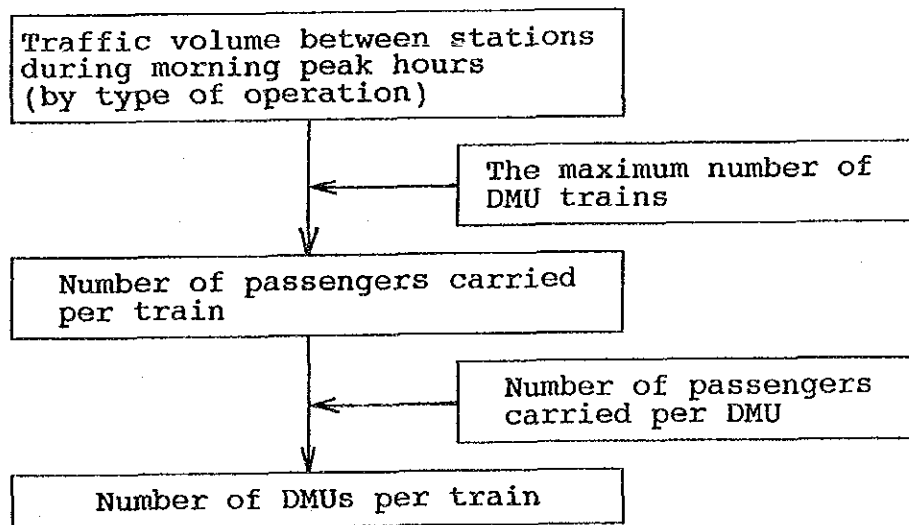 Traffic volume between stations
during morning peak hours
(by type of operation)
The maximum number of
DMU trains
Number of passengers carried
per train
Number of passengers
carried per DMU
Number of DMUs per train